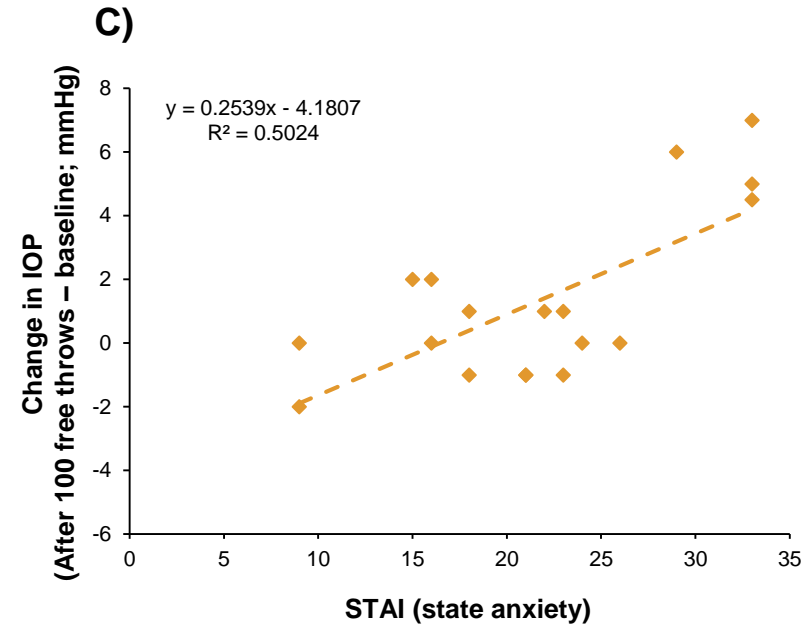 C)
y = 0.2539x - 4.1807
R² = 0.5024
Change in IOP
(After 100 free throws – baseline; mmHg)
8
6
4
2
0
-2
-4
-6
0 5 10 15 20 25 30 35
STAI (state anxiety)